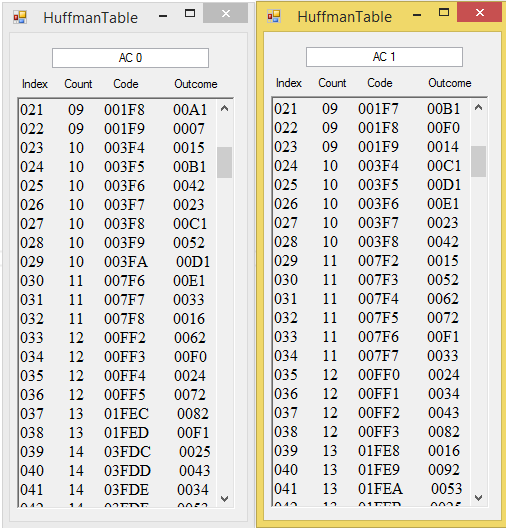 HuffmanTable
AC 0
Index Count Code Outcome
021 09 001F8 00A1
022 09 001F9 0007
023 10 003F4 0015
024 10 003F5 00B1
025 10 003F6 0042
026 10 003F7 0023
027 10 003F8 00C1
028 10 003F9 0052
029 10 003FA 00D1
030 11 007F6 00E1
031 11 007F7 0033
032 11 007F8 0016
033 12 00FF2 0062
034 12 00FF3 00F0
035 12 00FF4 0024
036 12 00FF5 0072
037 13 01FEC 0082
038 13 01FED 00F1
039 14 03FDC 0025
040 14 03FDD 0043
041 14 03FDE 0034
HuffmanTable
AC 1
Index Count Code Outcome
021 09 001F7 00B1
022 09 001F8 00F0
023 09 001F9 0014
024 10 003F4 00C1
025 10 003F5 00D1
026 10 003F6 00E1
027 10 003F7 0023
028 10 003F8 0042
029 11 007F2 0015
030 11 007F3 0052
031 11 007F4 0062
032 11 007F5 0072
033 11 007F6 00F1
034 11 007F7 0033
035 12 00FF0 0024
036 12 00FF1 0034
037 12 00FF2 0043
038 12 00FF3 0082
039 13 01FE8 0016
040 13 01FE9 0092
041 13 01FEA 0053